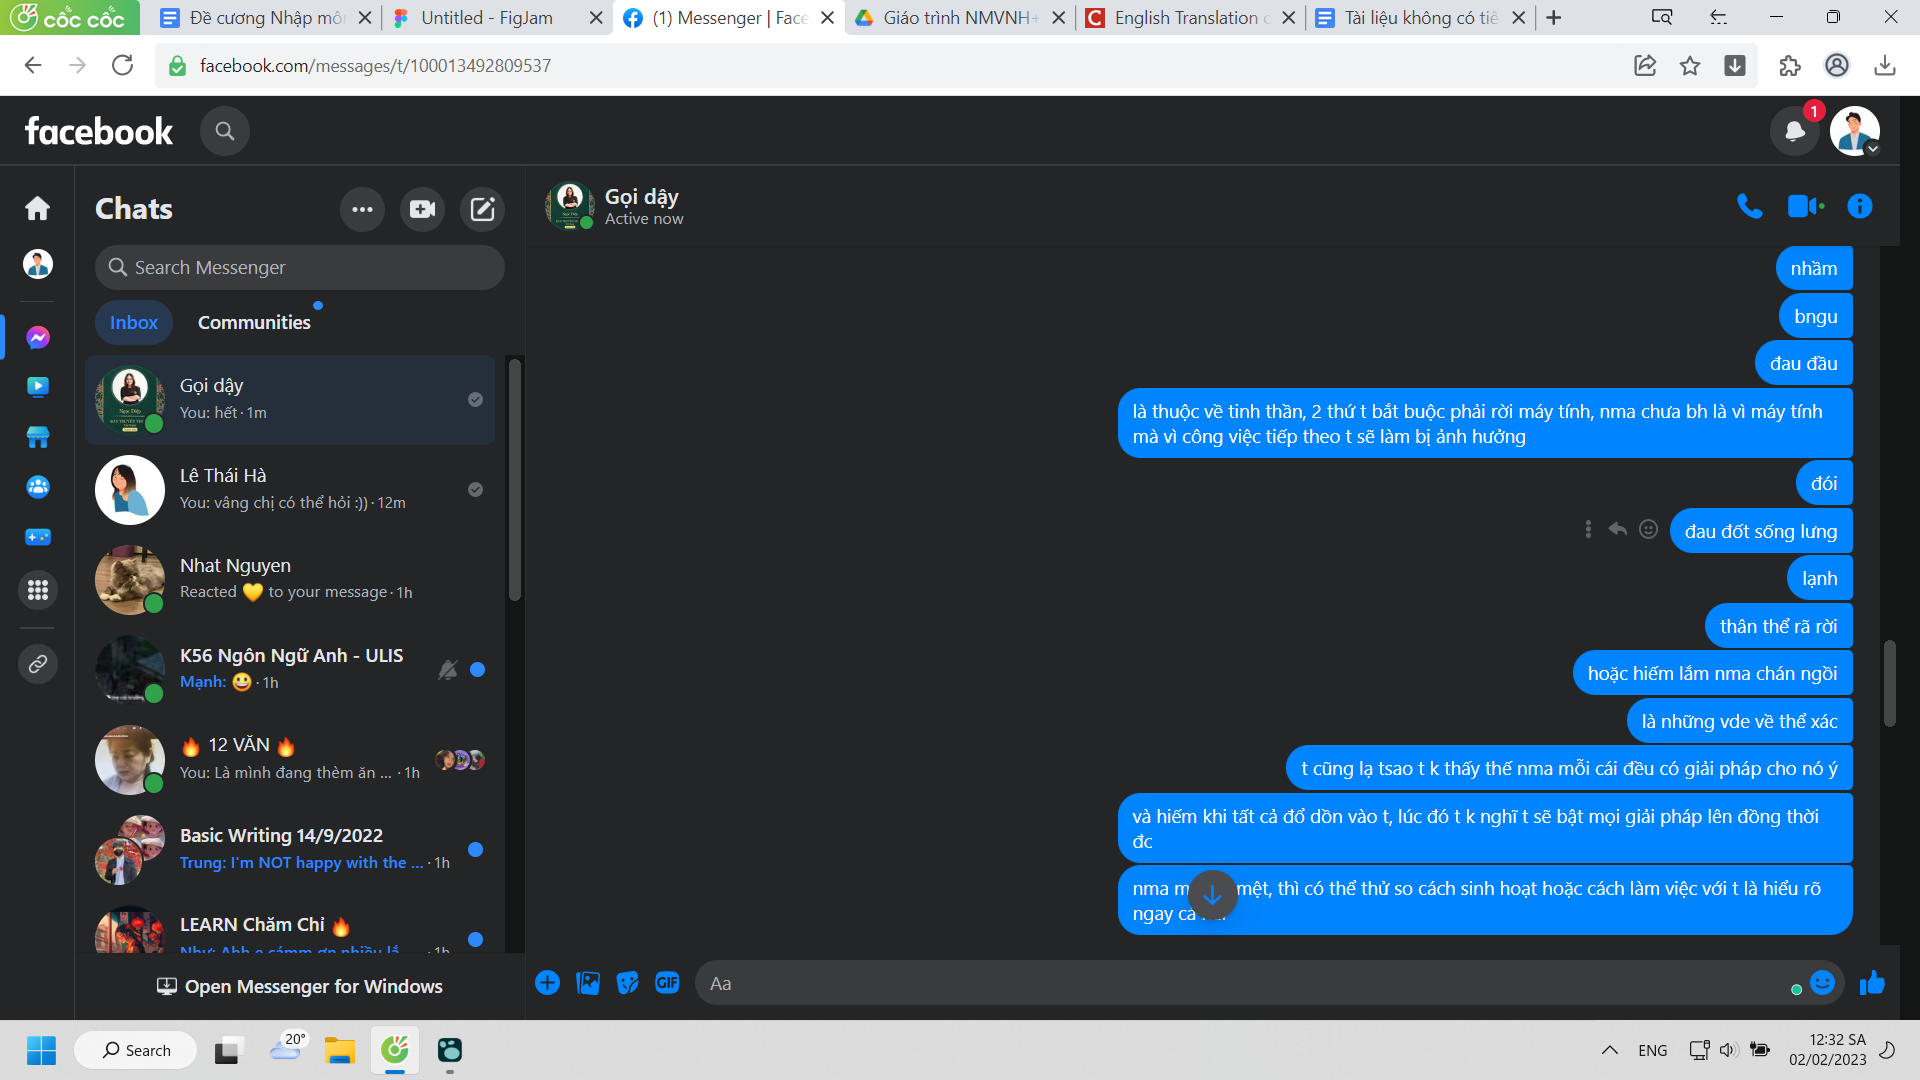 cốc cốc
Đề cương Nhập môn
Untitled - FigJam
(1) Messenger | Face
Giáo trình NMVNH+
English Translation
Tài liệu không có tiê
facebook.com/messages/t/100013492809537
facebook
1
Chats
Search Messenger
Inbox
Communities
Gọi dậy
You: hết · 1m
Lê Thái Hà
You: vâng chị có thể hỏi :)) · 12m
Nhat Nguyen
Reacted 💛 to your message · 1h
K56 Ngôn Ngữ Anh - ULIS
Mạnh: 😃 · 1h
🔥 12 VĂN 🔥
You: Là mình đang thèm ăn ... · 1h
Basic Writing 14/9/2022
Trung: I'm NOT happy with the ... · 1h
LEARN Chăm Chỉ 🔥
Như: Ahh e cámm ơn nhiều lắ... · 1h
Open Messenger for Windows
Gọi dậy
Active now
nhầm
bngu
đau đầu
là thuộc về tinh thần, 2 thứ t bắt buộc phải rời máy tính, nma chưa bh là vì máy tính
mà vì công việc tiếp theo t sẽ làm bị ảnh hưởng
đói
đau đốt sống lưng
lạnh
thân thể rã rời
hoặc hiếm lắm nma chán ngồi
là những vde về thể xác
t cũng lạ tsao t k thấy thế nma mỗi cái đều có giải pháp cho nó ý
và hiếm khi tất cả đổ dồn vào t, lúc đó t k nghĩ t sẽ bật mọi giải pháp lên đồng thời
đc
nma mệt, thì có thể thử so cách sinh hoạt hoặc cách làm việc với t là hiểu rõ
ngay cả
GIF
Aa
Search
20°
ENG
12:32 SA
02/02/2023